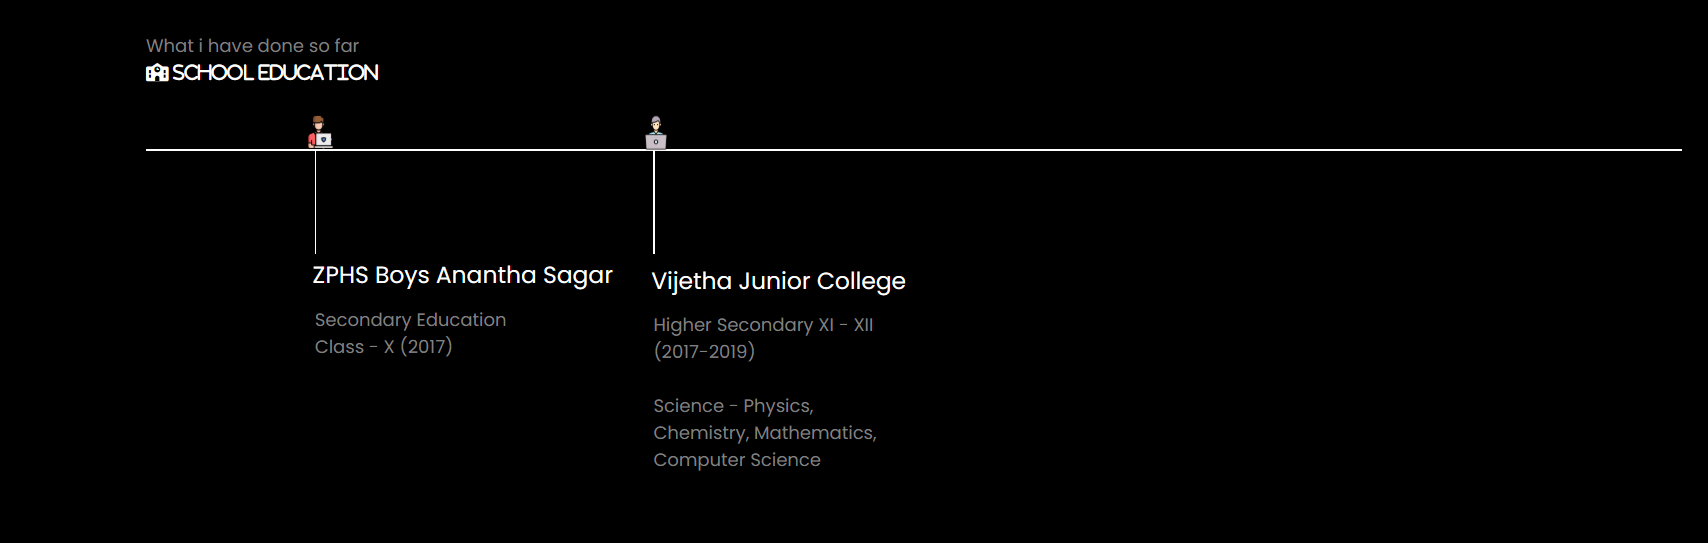 What i have done so far
SCHOOL EDUCATION
ZPHS Boys Anantha Sagar
Secondary Education
Class - X (2017)
Vijetha Junior College
Higher Secondary XI - XII
(2017-2019)
Science - Physics,
Chemistry, Mathematics,
Computer Science